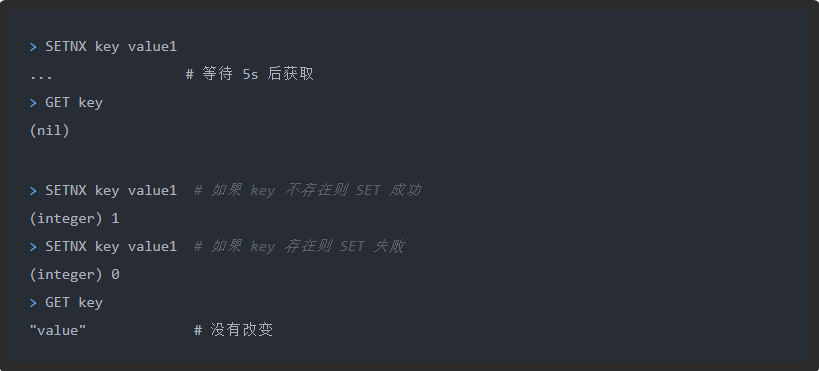 > SETNX key value1
... # 等待 5s 后获取
> GET key
(nil)
> SETNX key value1 # 如果 key 不存在则 SET 成功
(integer) 1
> SETNX key value1 # 如果 key 存在则 SET 失败
(integer) 0
> GET key
"value" # 没有改变